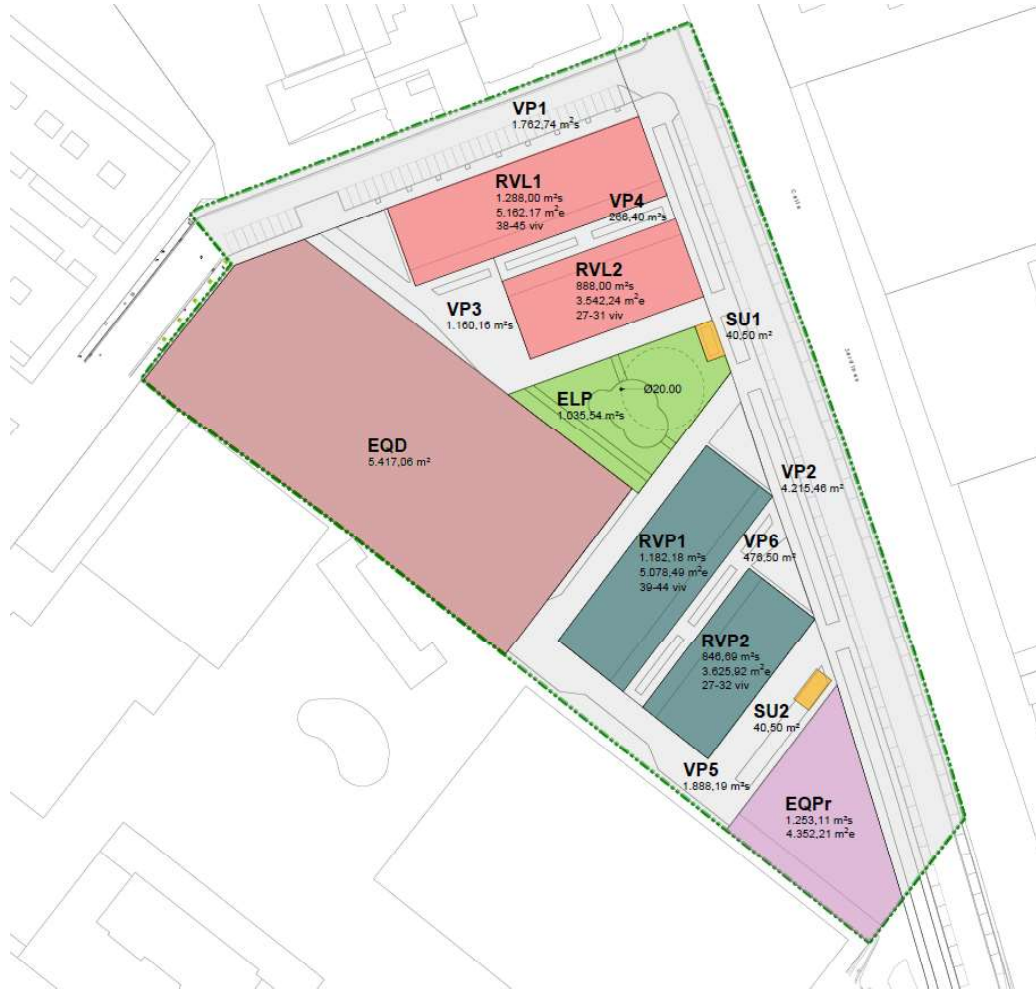 VP1
1.762,74 m²s
RVL1
1.288,00 m²s
5.162,17 m²e
38-45 viv
VP4
266,40 m²s
RVL2
888,00 m²s
3.542,24 m²e
27-31 viv
VP3
1.160,16 m²s
SU1
40,50 m²
Calle
ELP
1.035,54 m²s
Ø20.00
EQD
5.417,06 m²
VP2
4.215,46 m²
RVP1
1.182,18 m²s
5.078,49 m²e
39-44 viv
VP6
476,50 m²
RVP2
846,69 m²s
3.625,92 m²e
27-32 viv
SU2
40,50 m²
VP5
1.888,19 m²s
EQPr
1.253,11 m²s
4.352,21 m²e